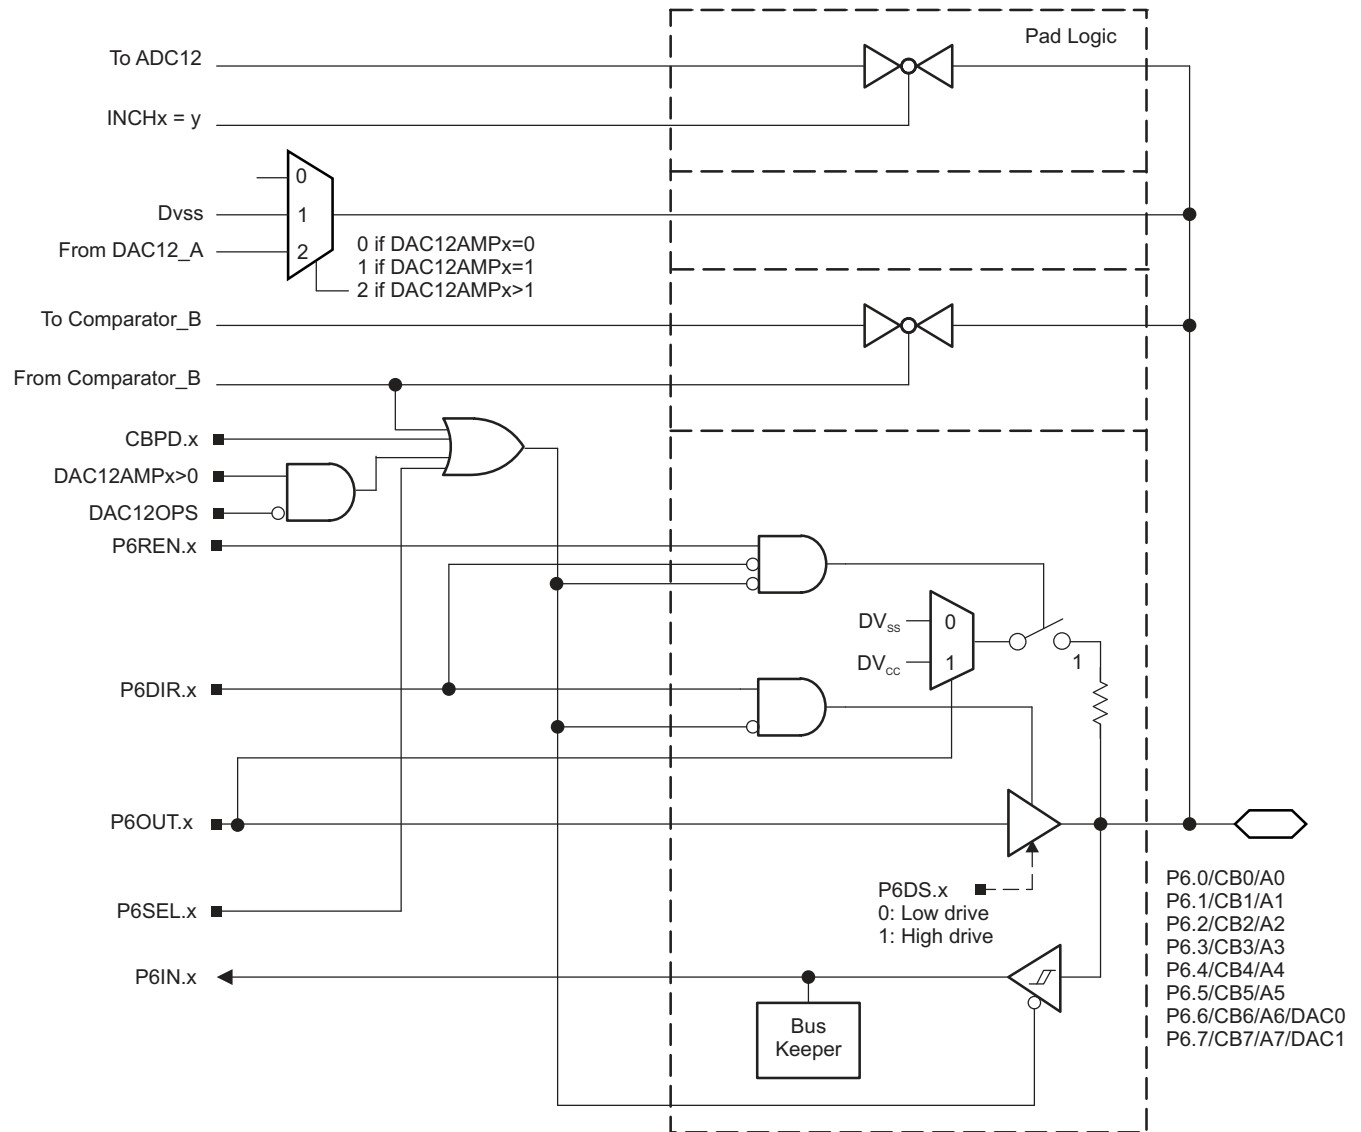 Pad Logic
To ADC12
INCHx = y
0
Dvss
1
From DAC12_A
2
0 if DAC12AMPx=0
1 if DAC12AMPx=1
2 if DAC12AMPx>1
To Comparator_B
From Comparator_B
CBPD.x
DAC12AMPx>0
DAC12OPS
P6REN.x
DVss
0
DVcc
1
1
P6DIR.x
P6OUT.x
P6DS.x
0: Low drive
1: High drive
P6SEL.x
P6IN.x
Bus
Keeper
P6.0/CB0/A0
P6.1/CB1/A1
P6.2/CB2/A2
P6.3/CB3/A3
P6.4/CB4/A4
P6.5/CB5/A5
P6.6/CB6/A6/DAC0
P6.7/CB7/A7/DAC1